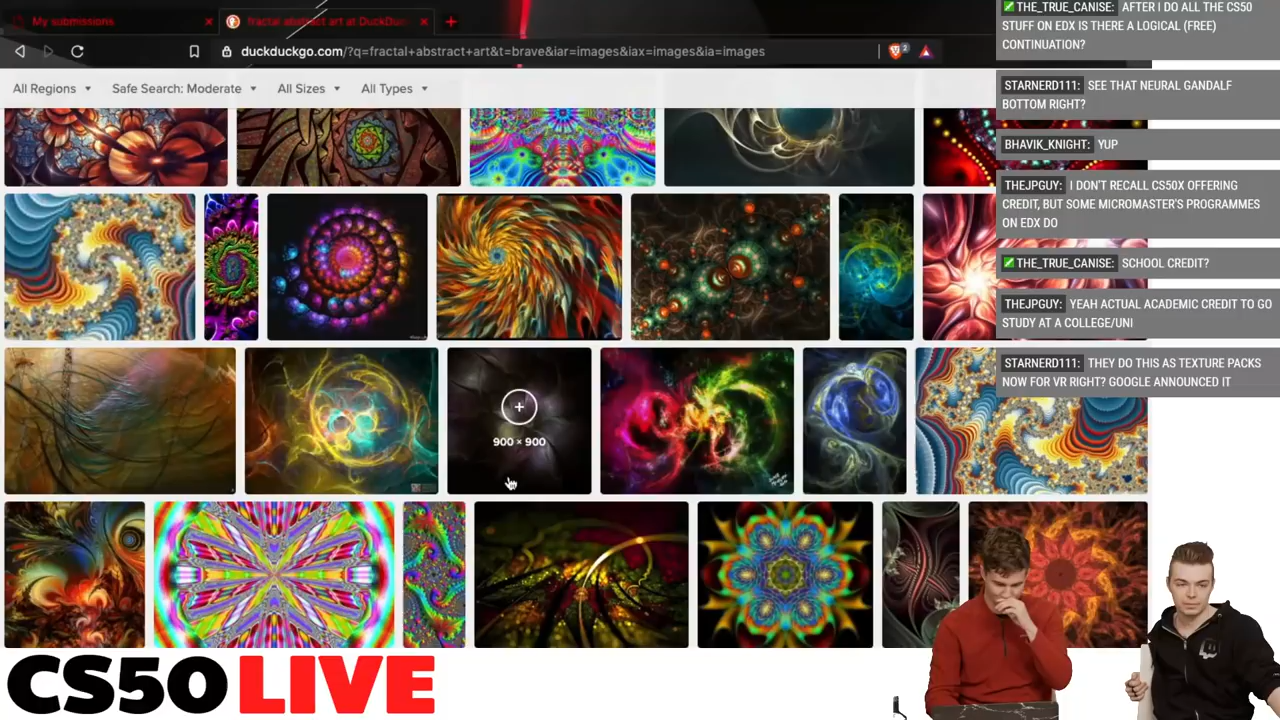 My submissions
fractal abstract art at DuckDuc
duckduckgo.com/?q=fractal+abstract+art&t=brave&iar=images&iax=images&ia=images
2
All Regions
Safe Search: Moderate
All Sizes
All Types
900 × 900
THE_TRUE_CANISE: AFTER I DO ALL THE CS50
STUFF ON EDX IS THERE A LOGICAL (FREE)
CONTINUATION?
STARNERD111: SEE THAT NEURAL GANDALF
BOTTOM RIGHT?
BHAVIK_KNIGHT: YUP
THEJPGUY: I DON'T RECALL CS50X OFFERING
CREDIT, BUT SOME MICROMASTER'S PROGRAMMES
ON EDX DO
THE_TRUE_CANISE: SCHOOL CREDIT?
THEJPGUY: YEAH ACTUAL ACADEMIC CREDIT TO GO
STUDY AT A COLLEGE/UNI
STARNERD111: THEY DO THIS AS TEXTURE PACKS
NOW FOR VR RIGHT? GOOGLE ANNOUNCED IT
CS50 LIVE